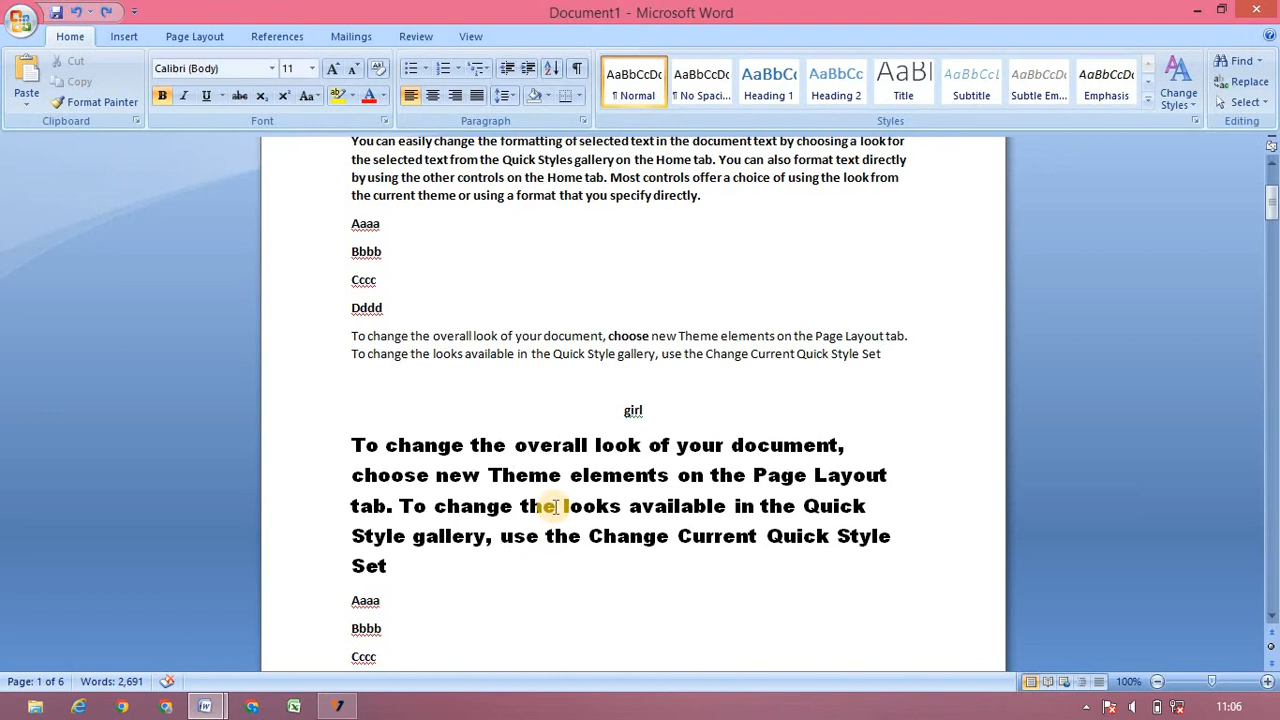 Document1 - Microsoft Word
Home Insert Page Layout References Mailings Review View
Paste
Cut
Copy
Format Painter
Clipboard
Calibri (Body) 11
B I U abc x₂ x² Aa
Font
Paragraph
AaBbCcDc AaBbCcDc AaBbCc AaBbCc AaBl AaBbCcL AaBbCcDc AaBbCcDc
¶ Normal ¶ No Spaci... Heading 1 Heading 2 Title Subtitle Subtle Em... Emphasis
Change Styles
Styles
Find
Replace
Select
Editing
You can easily change the formatting of selected text in the document text by choosing a look for
the selected text from the Quick Styles gallery on the Home tab. You can also format text directly
by using the other controls on the Home tab. Most controls offer a choice of using the look from
the current theme or using a format that you specify directly.
Aaaa
Bbbb
Cccc
Dddd
To change the overall look of your document, choose new Theme elements on the Page Layout tab.
To change the looks available in the Quick Style gallery, use the Change Current Quick Style Set
girl
To change the overall look of your document,
choose new Theme elements on the Page Layout
tab. To change the looks available in the Quick
Style gallery, use the Change Current Quick Style
Set
Aaaa
Bbbb
Cccc
Page: 1 of 6 Words: 2,691 100%
11:06